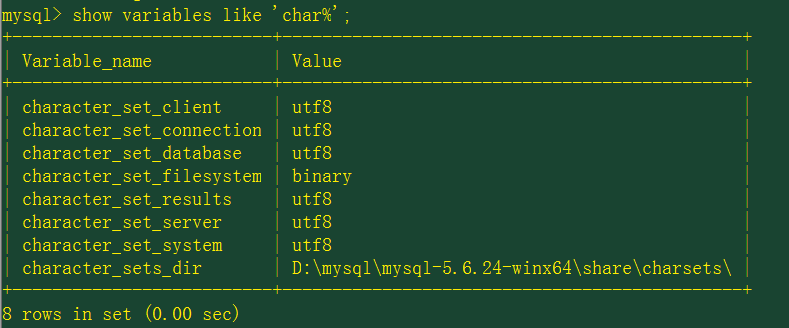 mysql> show variables like 'char%';
+--------------------------+----------------------------------------------+
| Variable_name | Value |
+--------------------------+----------------------------------------------+
| character_set_client | utf8 |
| character_set_connection | utf8 |
| character_set_database | utf8 |
| character_set_filesystem | binary |
| character_set_results | utf8 |
| character_set_server | utf8 |
| character_set_system | utf8 |
| character_sets_dir | D:\mysql\mysql-5.6.24-winx64\share\charsets\ |
+--------------------------+----------------------------------------------+
8 rows in set (0.00 sec)